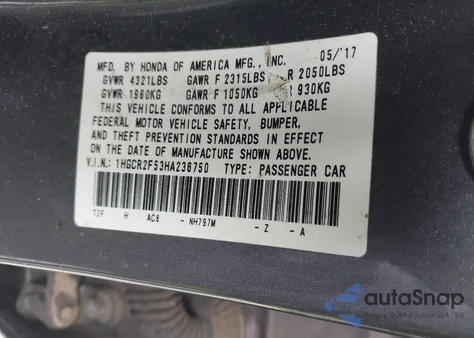 MFD. BY HONDA OF AMERICA MFG., INC. 05/'17
GVWR 4321LBS GAWR F 2315LBS R 2050LBS
GVWR 1960KG GAWR F 1050KG R 930KG
THIS VEHICLE CONFORMS TO ALL APPLICABLE
FEDERAL MOTOR VEHICLE SAFETY, BUMPER,
AND THEFT PREVENTION STANDARDS IN EFFECT
ON THE DATE OF MANUFACTURE SHOWN ABOVE.
V.I.N.: 1HGCR2F53HA236750 TYPE: PASSENGER CAR
T2F H AC8 - NH797M - Z - A
autoSnap